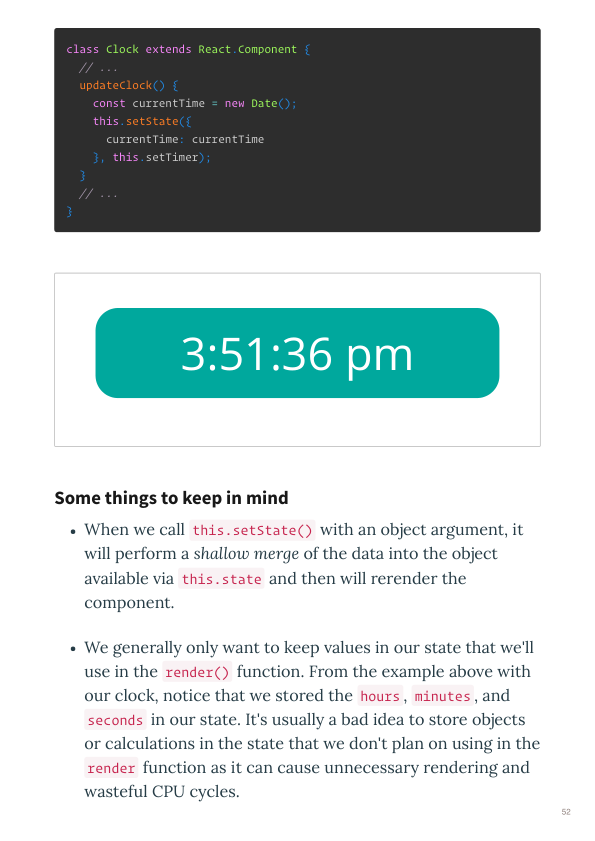 class Clock extends React.Component {
  // ...
  updateClock() {
    const currentTime = new Date();
    this.setState({
      currentTime: currentTime
    }, this.setTimer);
  }
  // ...
}
3:51:36 pm
Some things to keep in mind
• When we call this.setState() with an object argument, it
will perform a shallow merge of the data into the object
available via this.state and then will rerender the
component.
• We generally only want to keep values in our state that we'll
use in the render() function. From the example above with
our clock, notice that we stored the hours, minutes, and
seconds in our state. It's usually a bad idea to store objects
or calculations in the state that we don't plan on using in the
render function as it can cause unnecessary rendering and
wasteful CPU cycles.
52